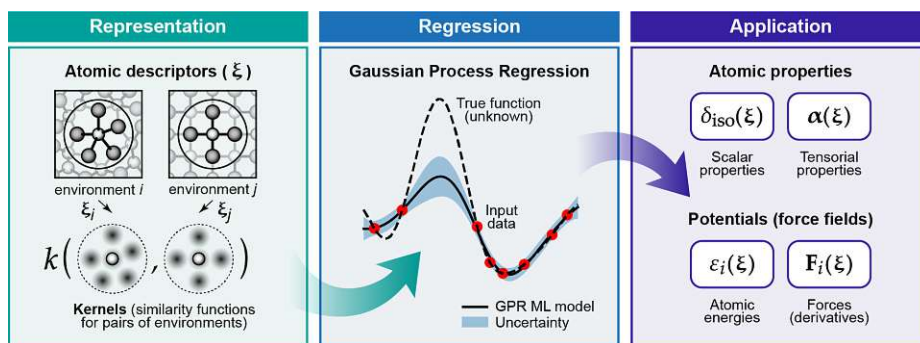 Representation
Atomic descriptors (ξ)
environment i
environment j
ξi
ξj
k( , )
Kernels (similarity functions
for pairs of environments)
Regression
Gaussian Process Regression
True function
(unknown)
Input
data
GPR ML model
Uncertainty
Application
Atomic properties
δiso(ξ)
α(ξ)
Scalar
properties
Tensorial
properties
Potentials (force fields)
εi(ξ)
Fi(ξ)
Atomic
energies
Forces
(derivatives)